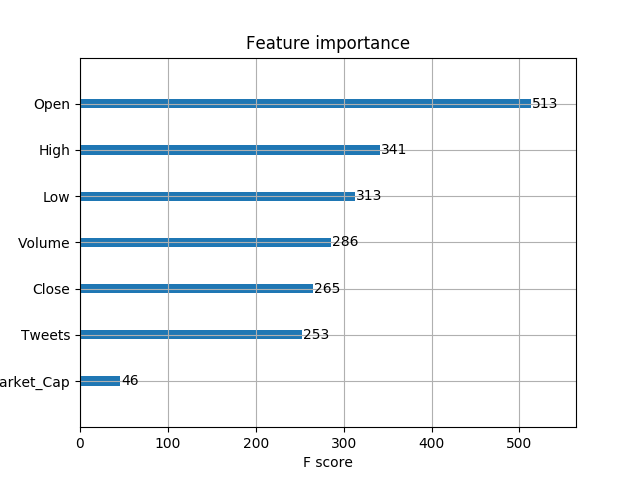 Feature importance
Open 513
High 341
Low 313
Volume 286
Close 265
Tweets 253
arket_Cap 46
0 100 200 300 400 500
F score